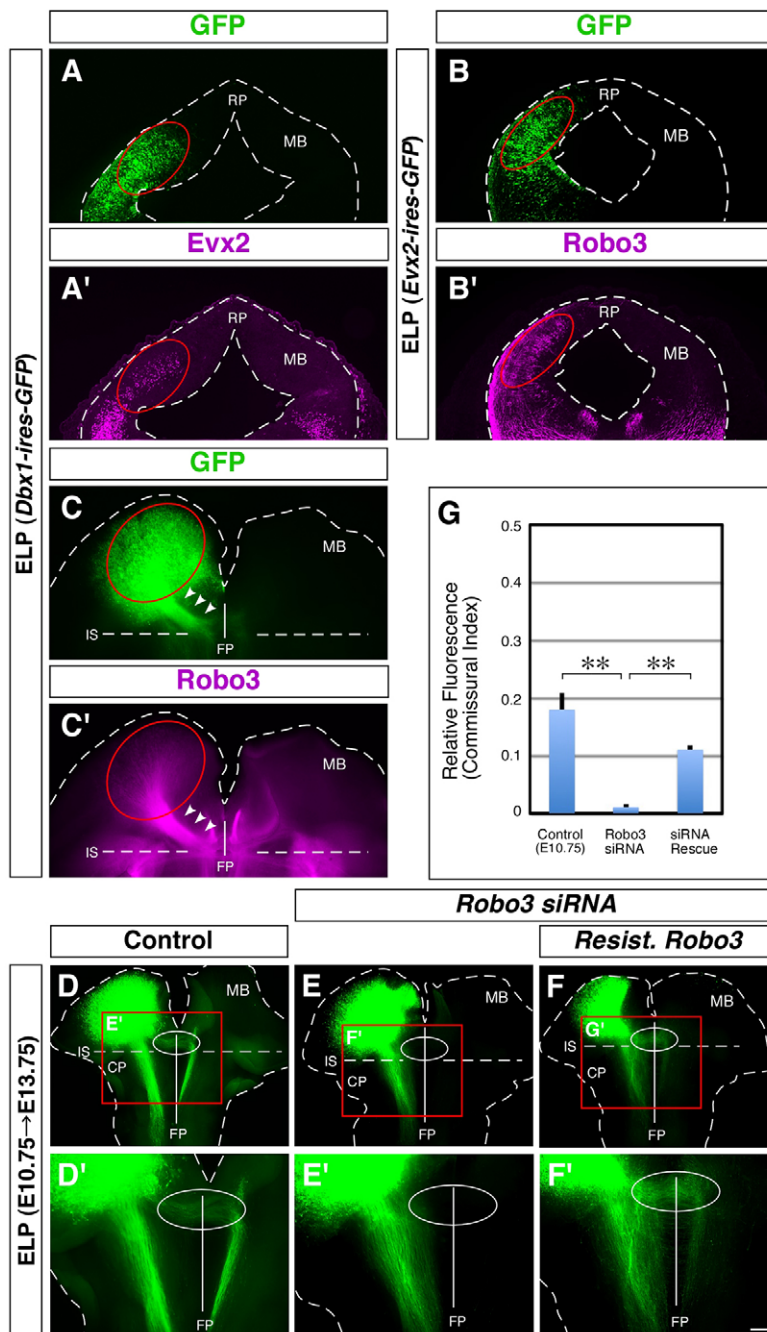 GFP
GFP
ELP (Dbx1-ires-GFP)
A
RP
MB
ELP (Evx2-ires-GFP)
B
RP
MB
Evx2
Robo3
A'
RP
MB
B'
RP
MB
GFP
C
MB
IS
FP
Robo3
C'
MB
IS
FP
G
Relative Fluorescence
(Commissural Index)
0.5
0.4
0.3
0.2
0.1
0
**
**
Control
(E10.75)
Robo3
siRNA
siRNA
Rescue
Robo3 siRNA
Control
Resist. Robo3
ELP (E10.75→E13.75)
D
MB
E'
IS
CP
FP
E
MB
F'
IS
CP
FP
F
MB
G'
IS
CP
FP
D'
FP
E'
FP
F'
FP